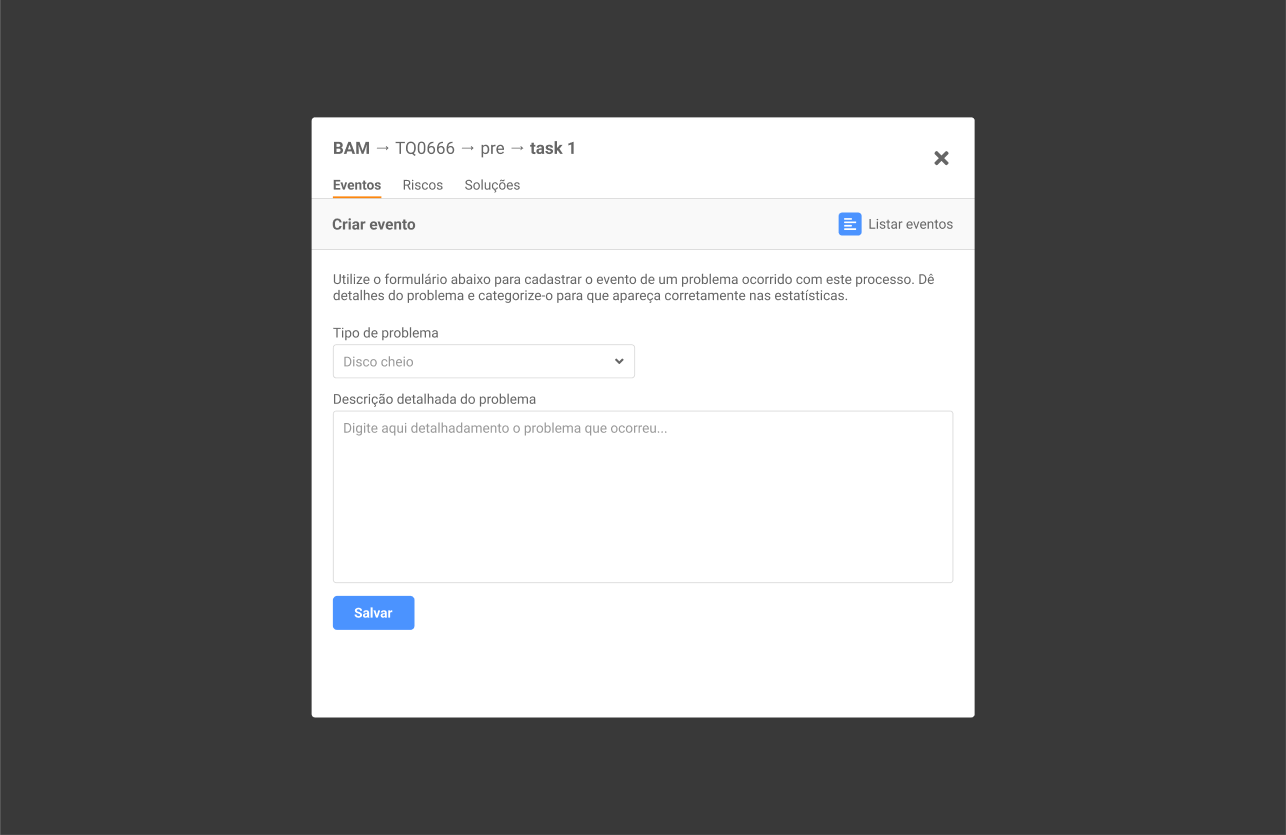 BAM → TQ0666 → pre → task 1
Eventos Riscos Soluções
Criar evento Listar eventos
Utilize o formulário abaixo para cadastrar o evento de um problema ocorrido com este processo. Dê
detalhes do problema e categorize-o para que apareça corretamente nas estatísticas.
Tipo de problema
Disco cheio
Descrição detalhada do problema
Digite aqui detalhadamento o problema que ocorreu...
Salvar